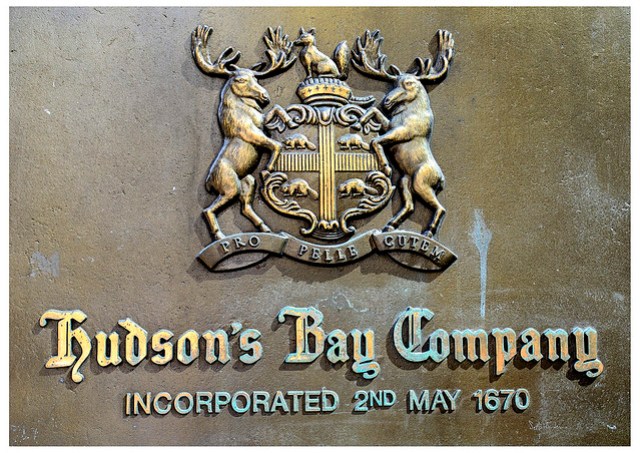 PRO PELLE CUTEM
Hudson's Bay Company
INCORPORATED 2ND MAY 1670